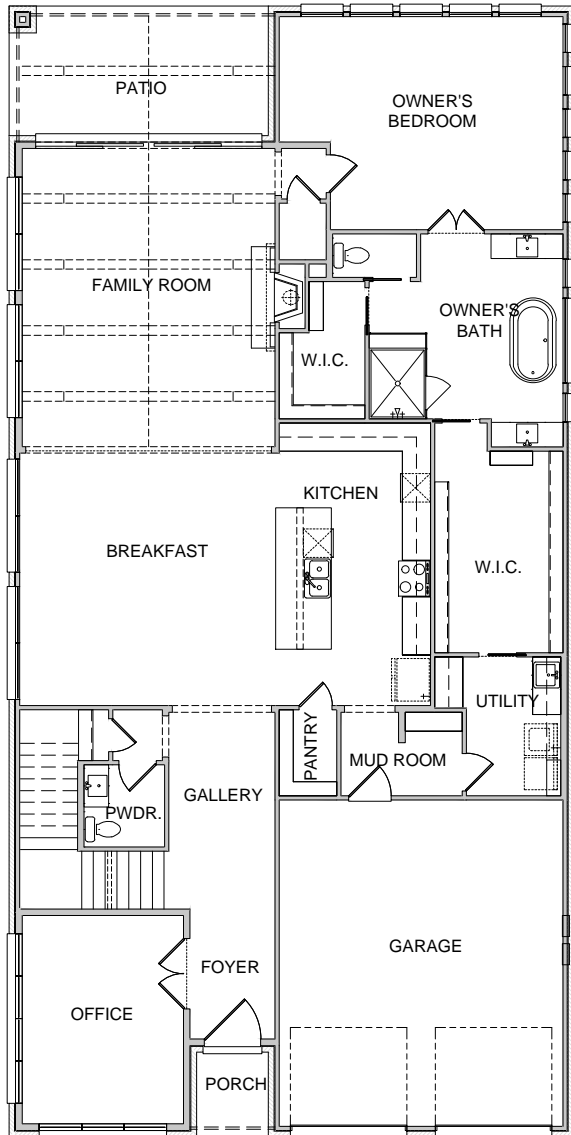 PATIO
OWNER'S
BEDROOM
FAMILY ROOM
OWNER'S
BATH
W.I.C.
KITCHEN
BREAKFAST
W.I.C.
UTILITY
PANTRY
MUD ROOM
GALLERY
PWDR.
GARAGE
FOYER
OFFICE
PORCH